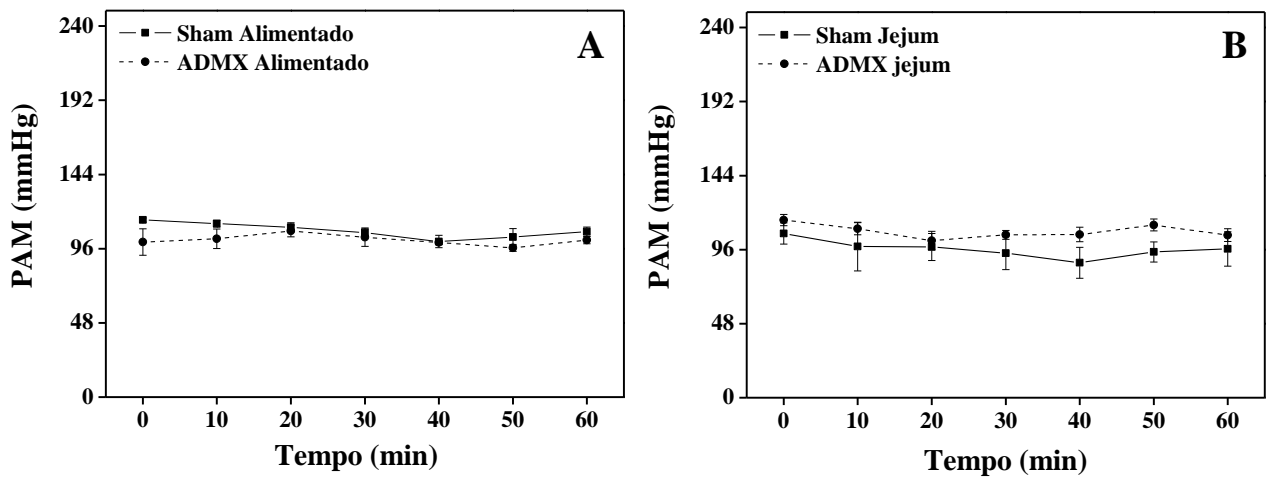 Sham Alimentado
ADMX Alimentado
A
PAM (mmHg)
240
192
144
96
48
0
0 10 20 30 40 50 60
Tempo (min)
Sham Jejum
ADMX jejum
B
PAM (mmHg)
240
192
144
96
48
0
0 10 20 30 40 50 60
Tempo (min)